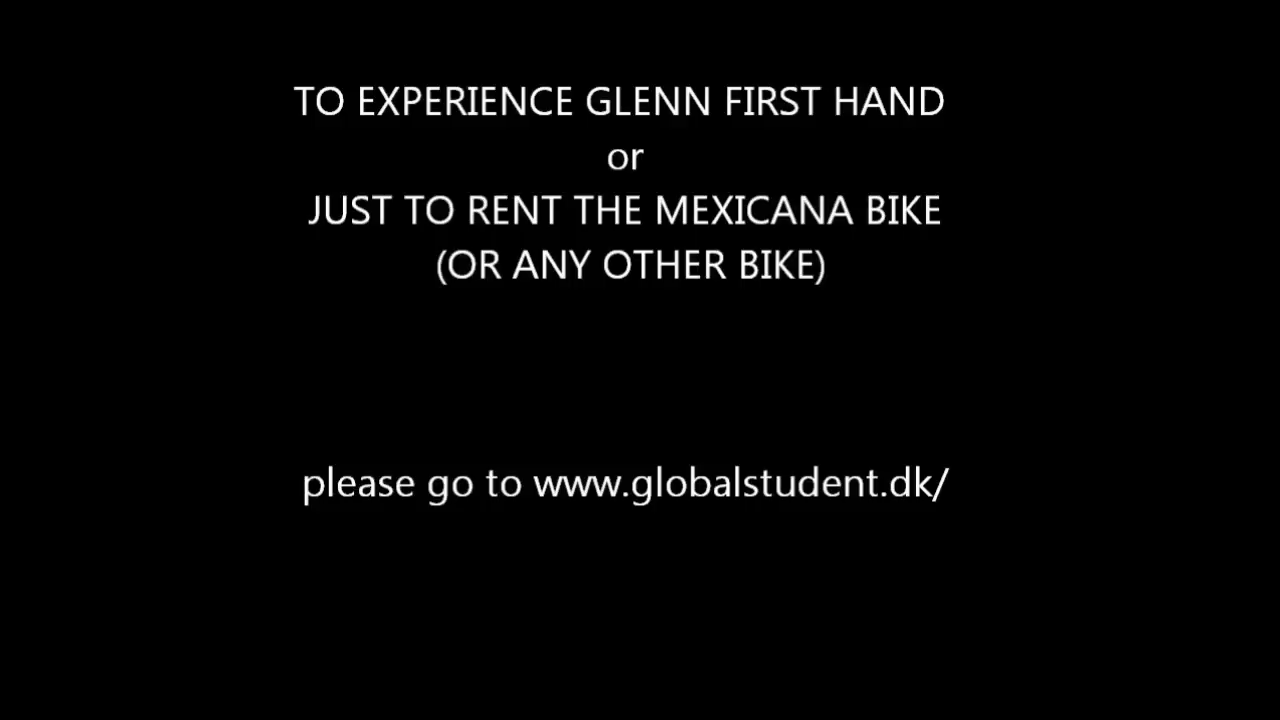 TO EXPERIENCE GLENN FIRST HAND
or
JUST TO RENT THE MEXICANA BIKE
(OR ANY OTHER BIKE)
please go to www.globalstudent.dk/